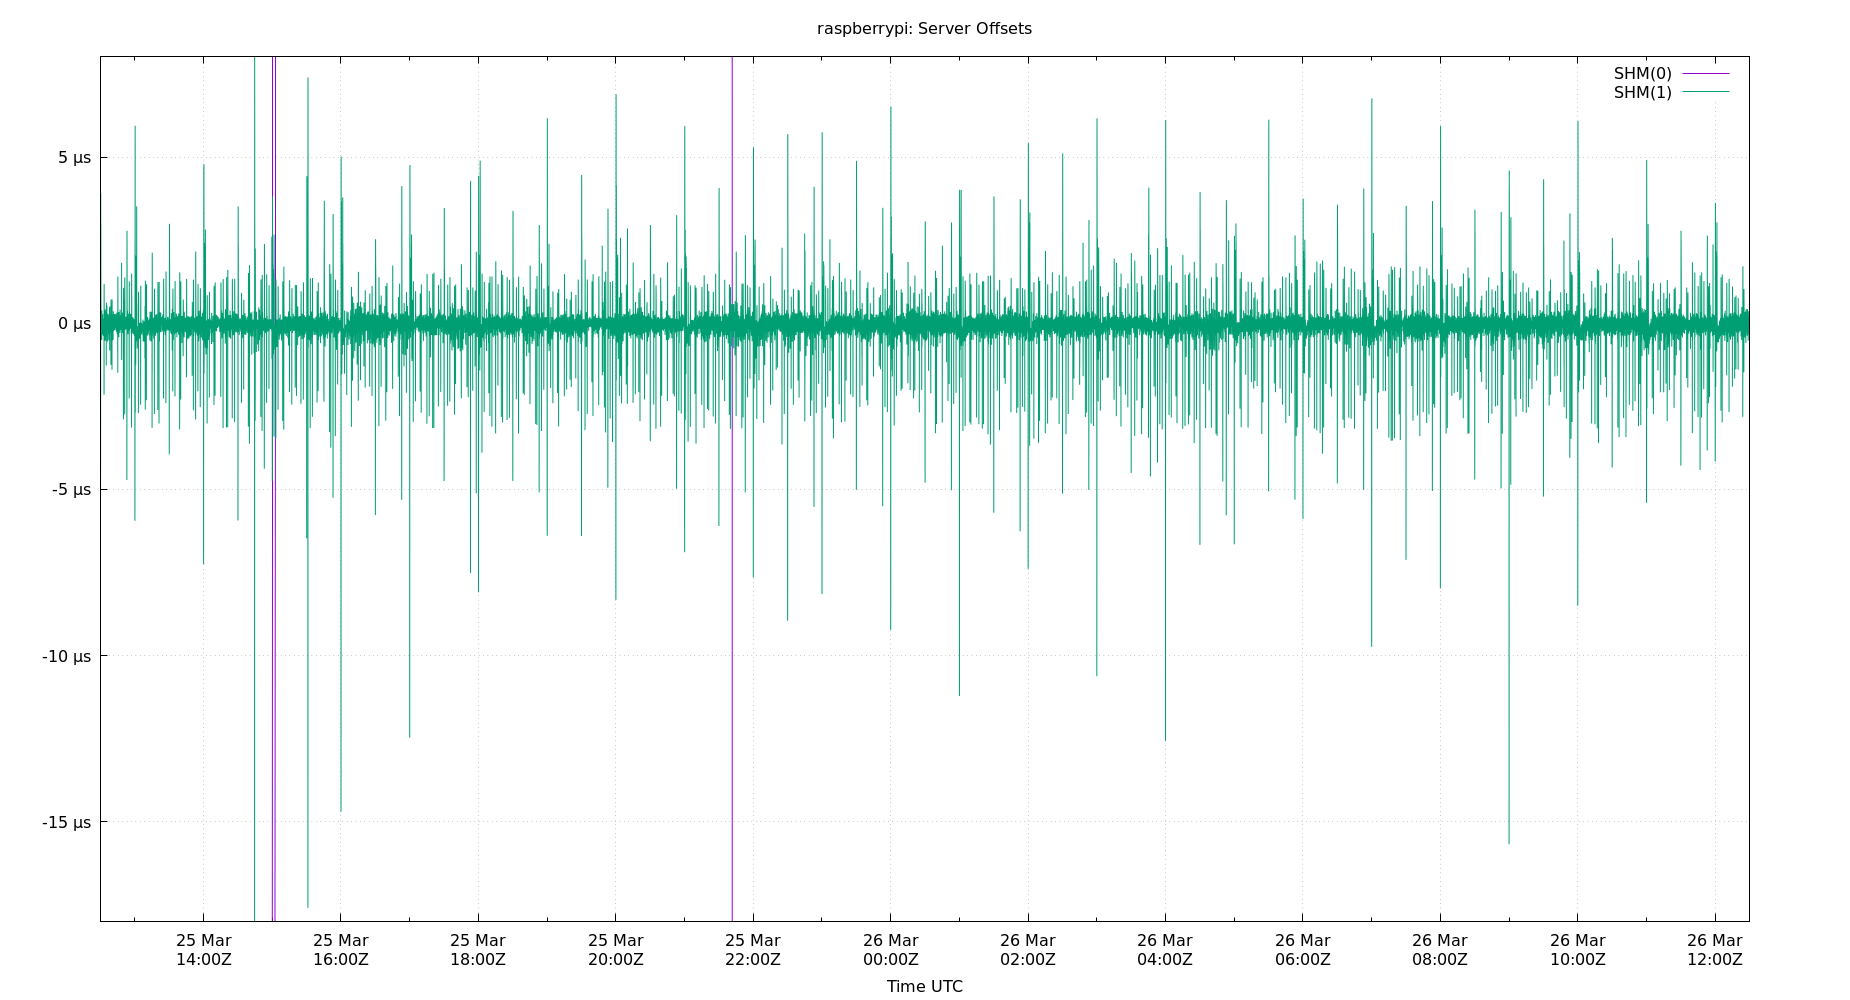 raspberrypi: Server Offsets
SHM(0)
SHM(1)
5 µs
0 µs
-5 µs
-10 µs
-15 µs
25 Mar 25 Mar 25 Mar 25 Mar 25 Mar 26 Mar 26 Mar 26 Mar 26 Mar 26 Mar 26 Mar 26 Mar
14:00Z 16:00Z 18:00Z 20:00Z 22:00Z 00:00Z 02:00Z 04:00Z 06:00Z 08:00Z 10:00Z 12:00Z
Time UTC